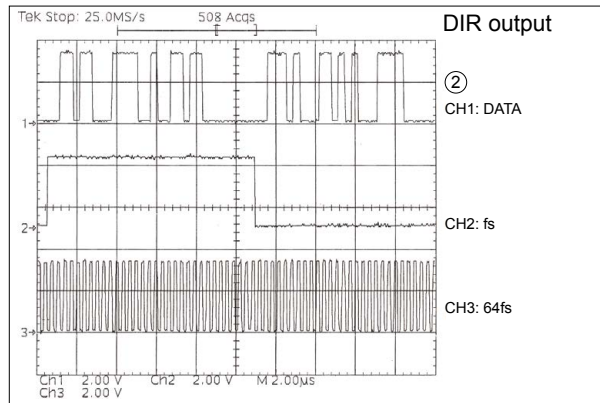 Tek Stop: 25.0MS/s 508 Acqs
DIR output
②
CH1: DATA
1→
CH2: fs
2→
CH3: 64fs
3→
Ch1 2.00 V Ch2 2.00 V M 2.00µs
Ch3 2.00 V